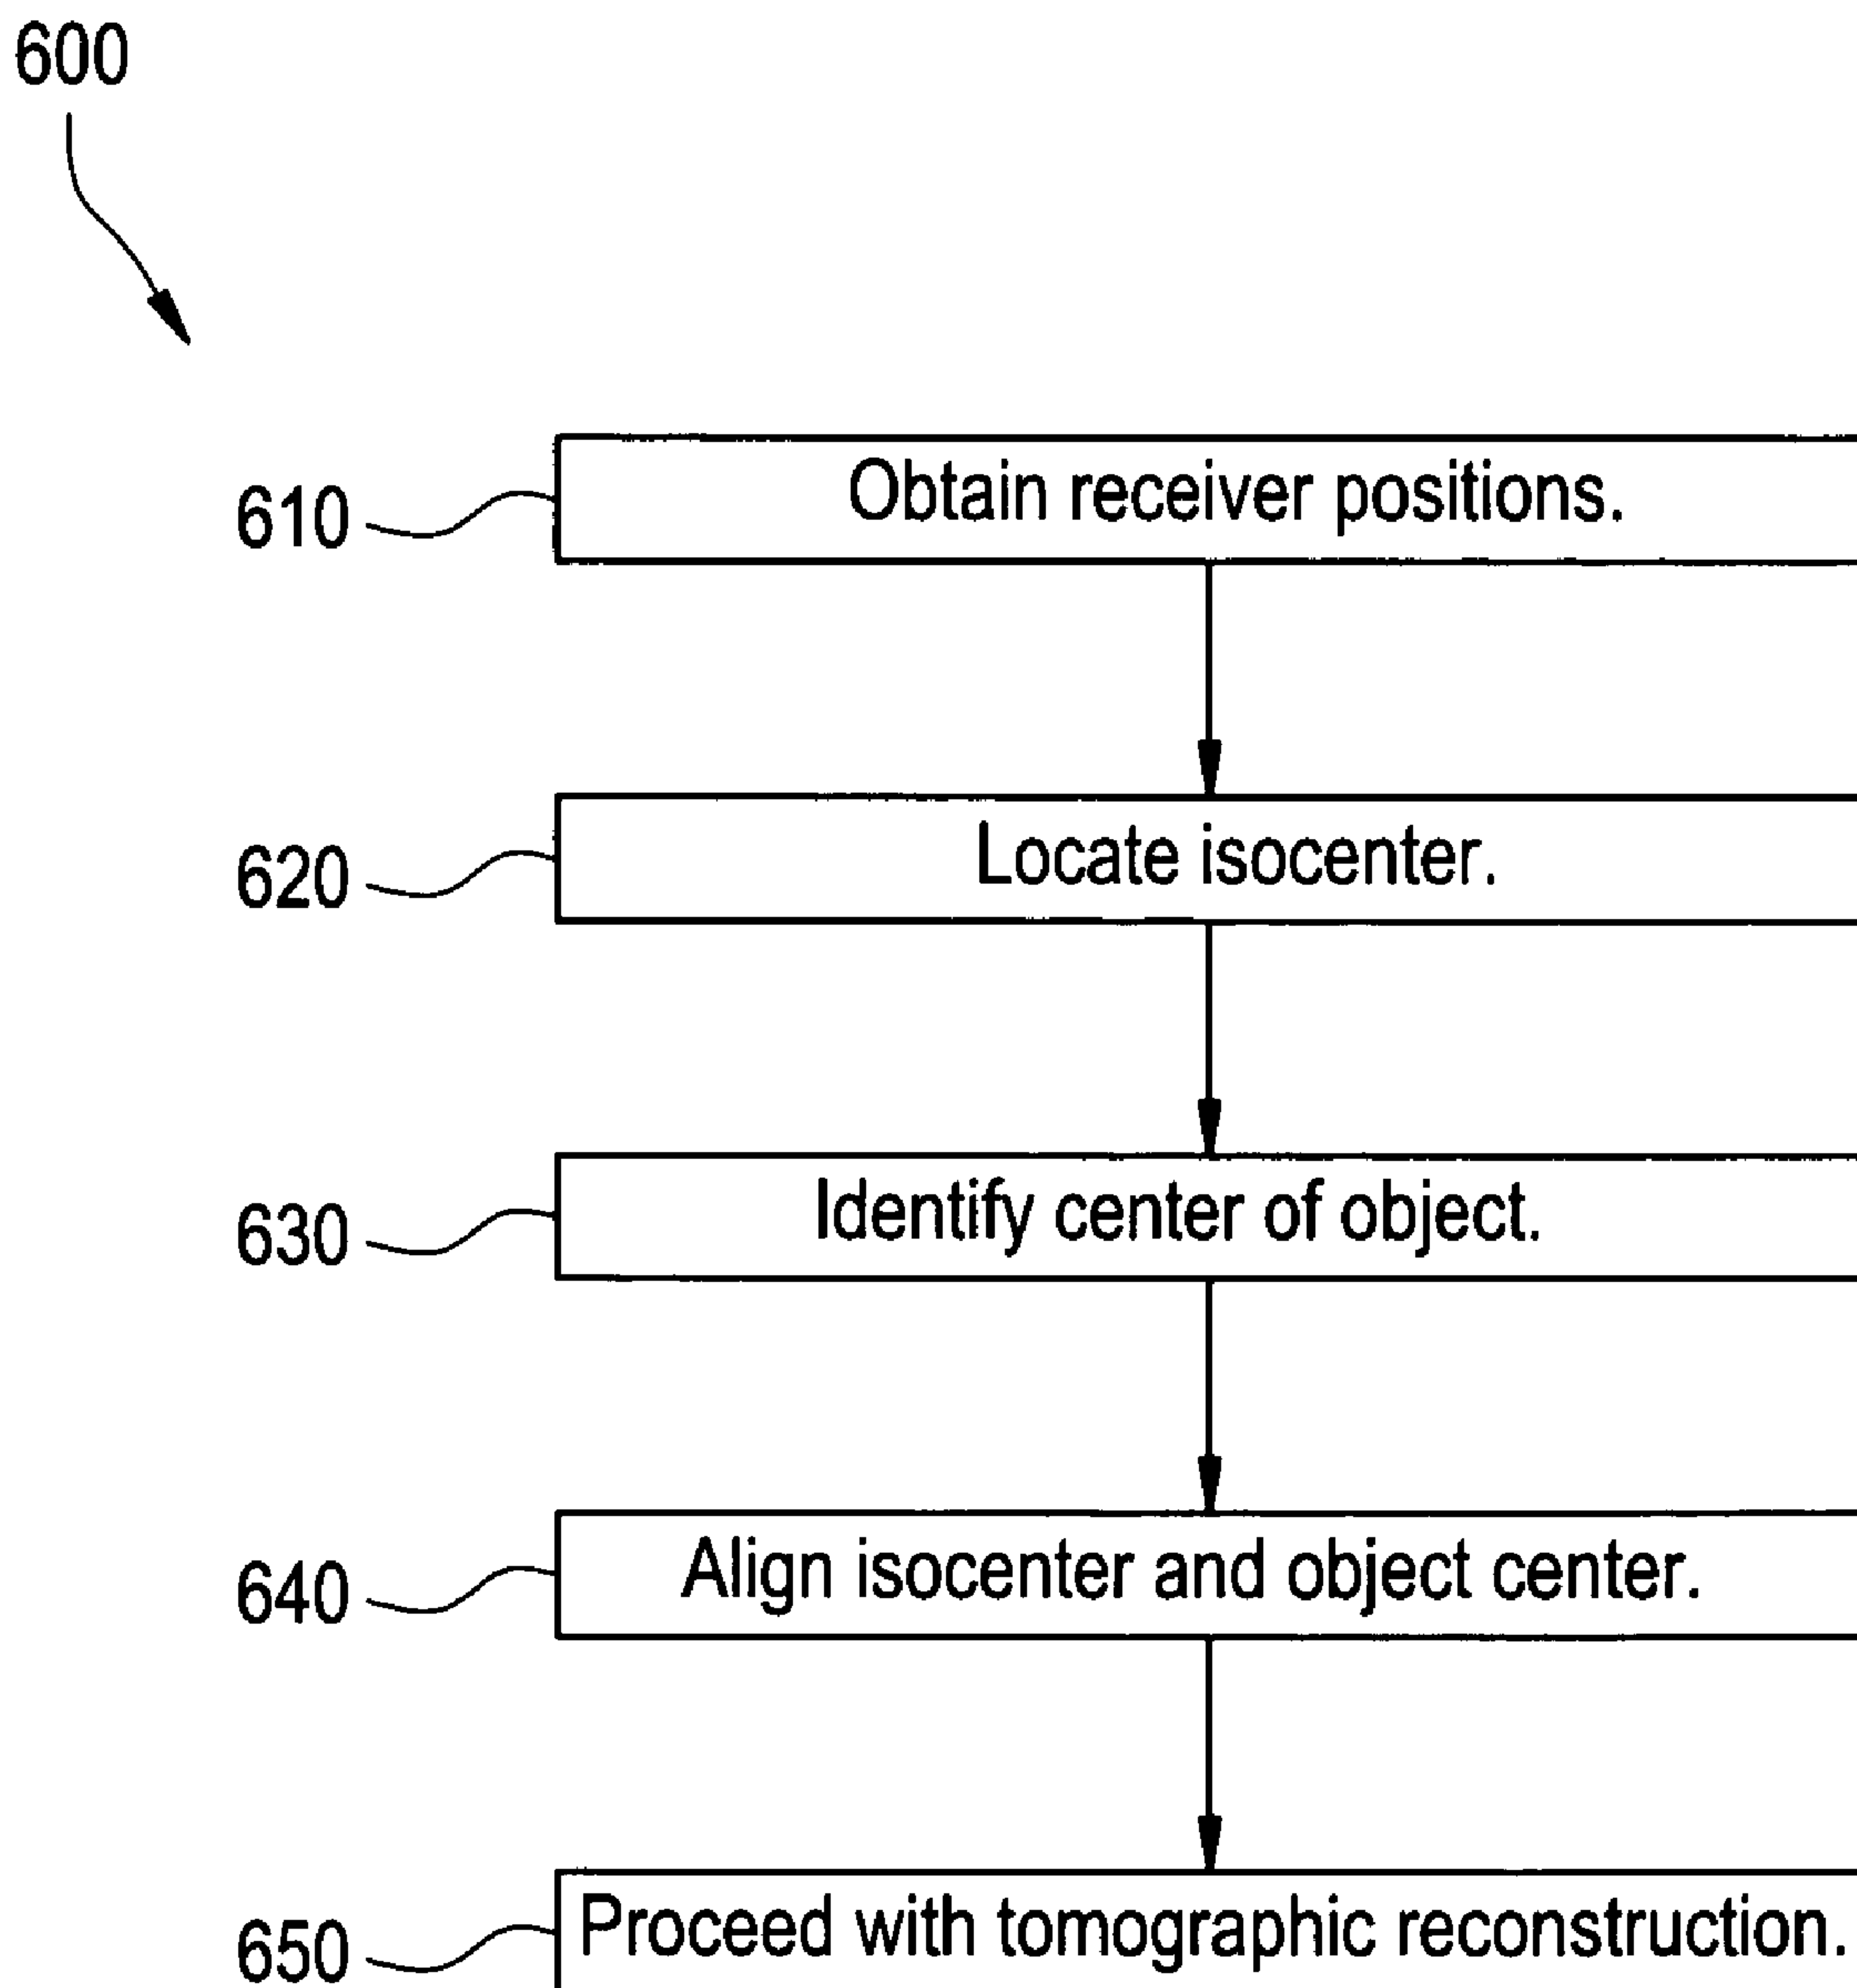 600
610 Obtain receiver positions.
620 Locate isocenter.
630 Identify center of object.
640 Align isocenter and object center.
650 Proceed with tomographic reconstruction.